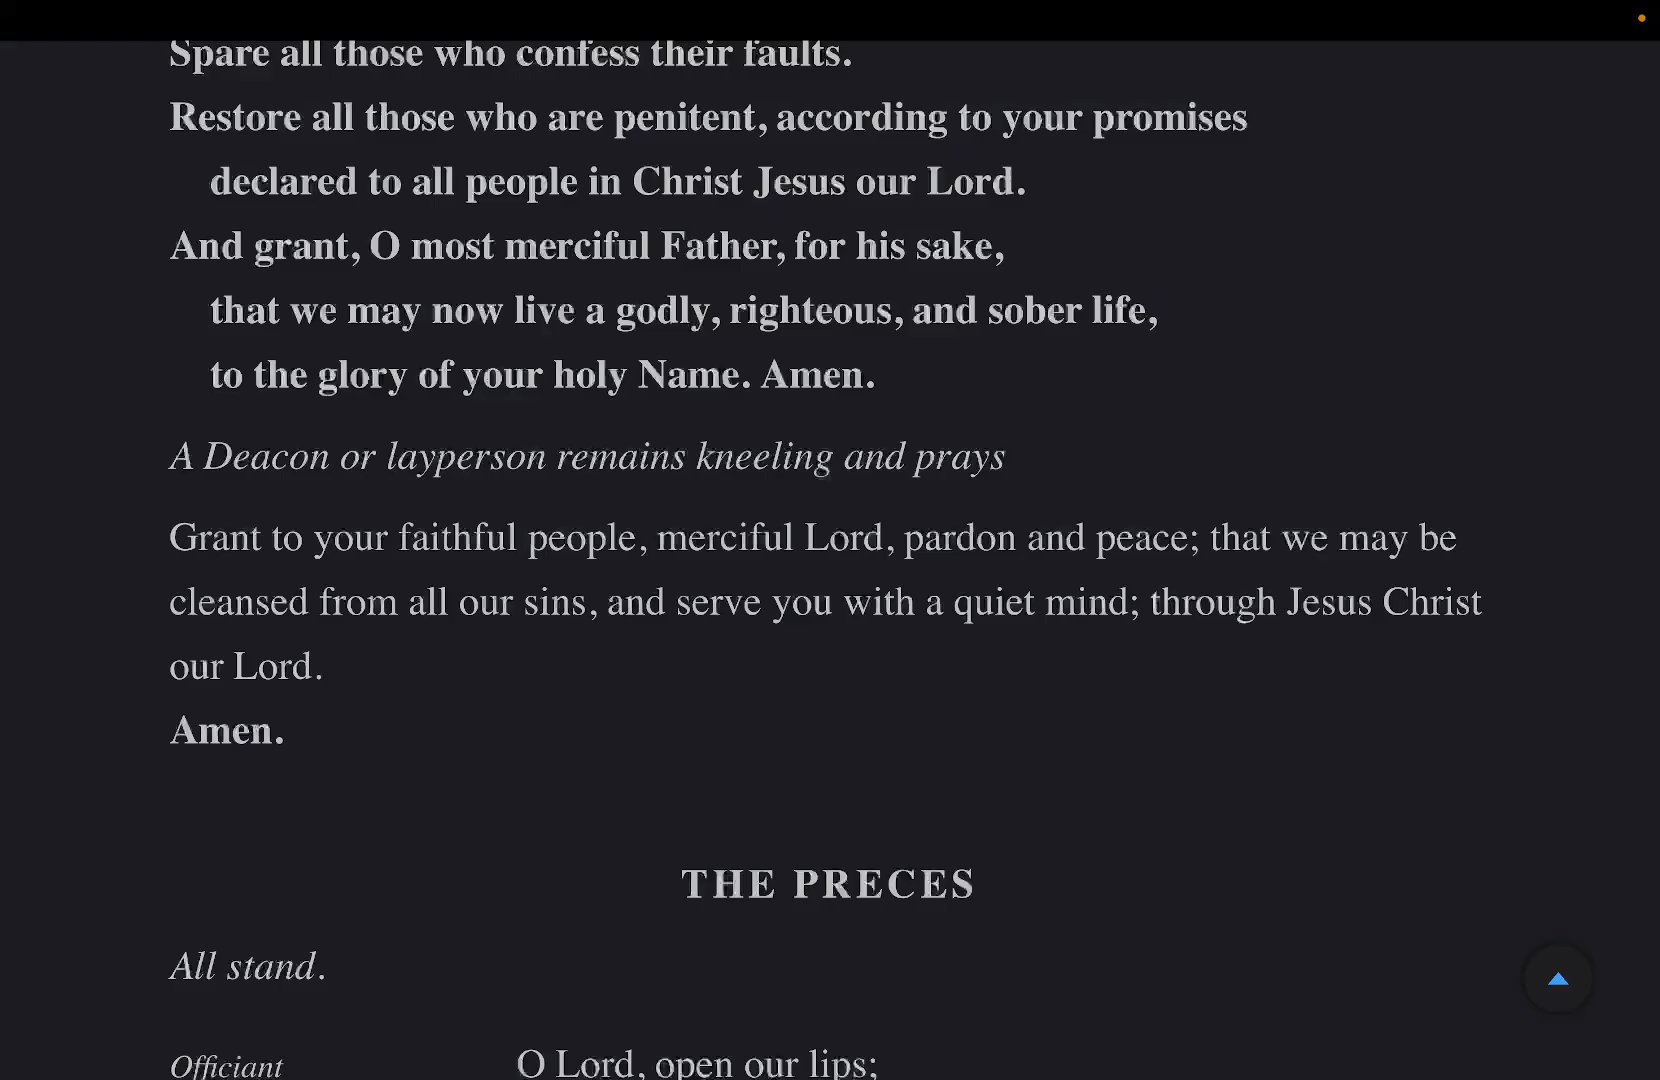 Spare all those who confess their faults.
Restore all those who are penitent, according to your promises
declared to all people in Christ Jesus our Lord.
And grant, O most merciful Father, for his sake,
that we may now live a godly, righteous, and sober life,
to the glory of your holy Name. Amen.
A Deacon or layperson remains kneeling and prays
Grant to your faithful people, merciful Lord, pardon and peace; that we may be
cleansed from all our sins, and serve you with a quiet mind; through Jesus Christ
our Lord.
Amen.
THE PRECES
All stand.
Officiant O Lord, open our lips;